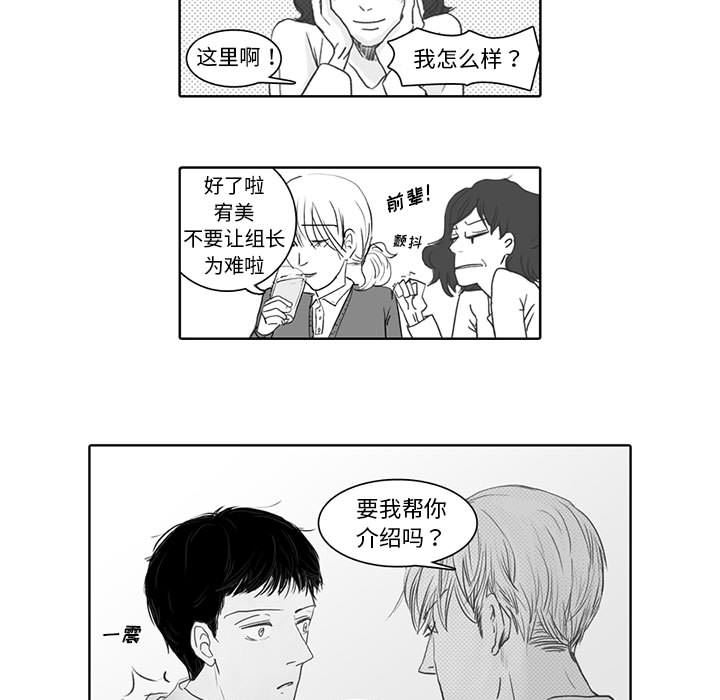 这里啊！
我怎么样？
好了啦
宥美
不要让组长
为难啦
前辈！
颤抖
要我帮你
介绍吗？
一震